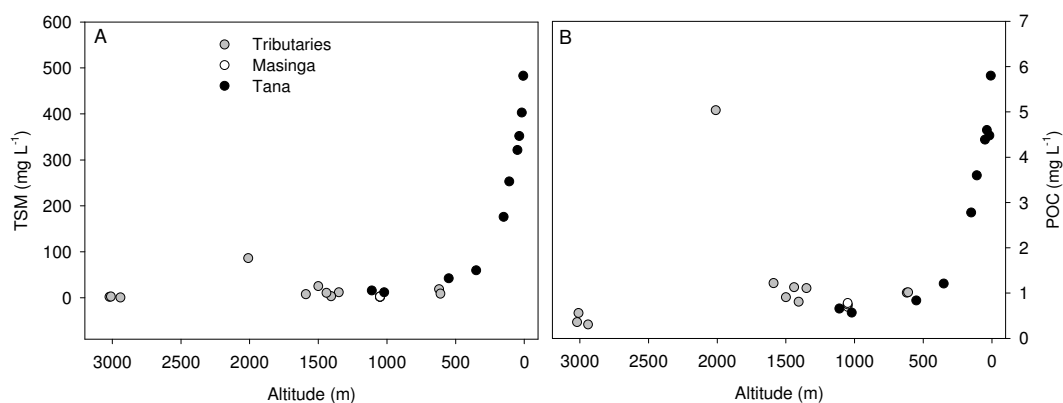 A
Tributaries
Masinga
Tana
TSM (mg L-1)
600
500
400
300
200
100
0
3000 2500 2000 1500 1000 500 0
Altitude (m)
B
POC (mg L-1)
7
6
5
4
3
2
1
0
3000 2500 2000 1500 1000 500 0
Altitude (m)